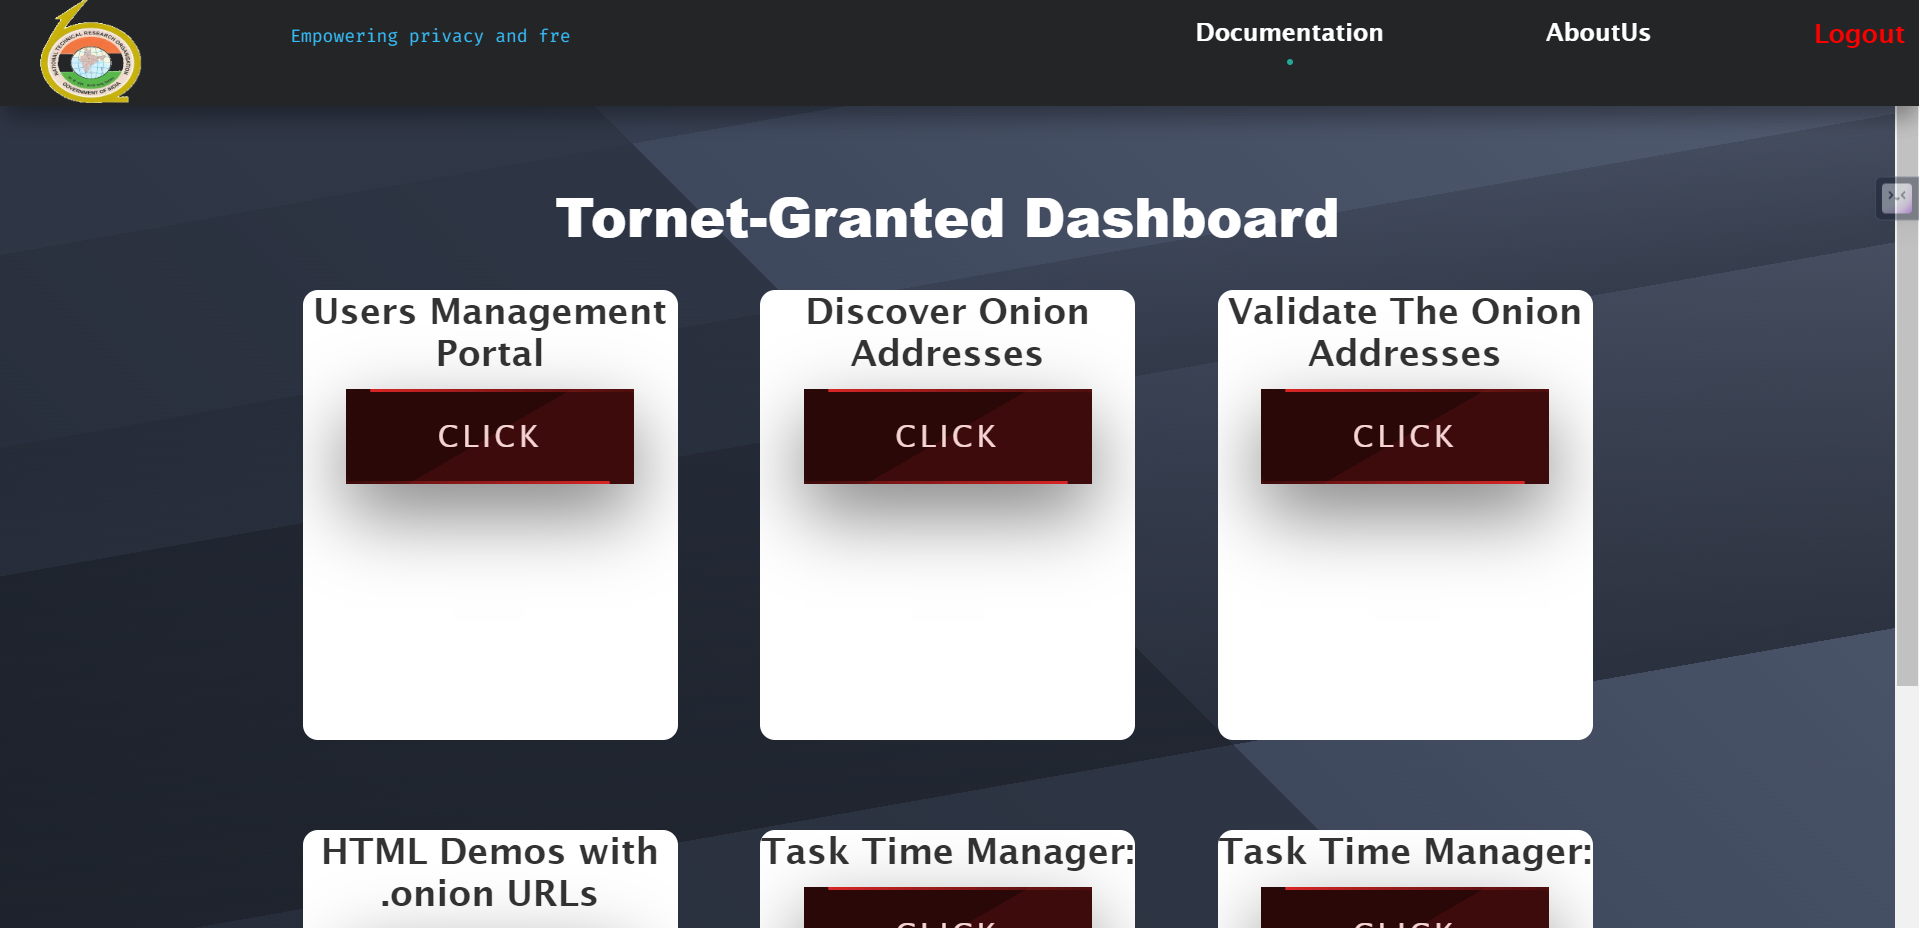 NATIONAL TECHNICAL RESEARCH ORGANISATION
GOVERNMENT OF INDIA
Empowering privacy and fre
Documentation
AboutUs
Logout
Tornet-Granted Dashboard
Users Management
Portal
CLICK
Discover Onion
Addresses
CLICK
Validate The Onion
Addresses
CLICK
HTML Demos with
.onion URLs
Task Time Manager:
CLICK
Task Time Manager:
CLICK